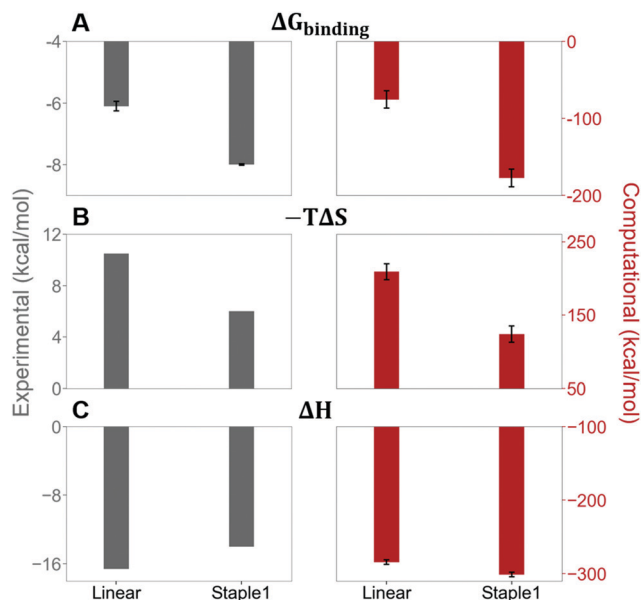 A
ΔG_binding
-4
-6
-8
0
-100
-200
B
−TΔS
12
8
4
0
250
150
50
C
ΔH
0
-8
-16
-100
-200
-300
Linear Staple1 Linear Staple1
Experimental (kcal/mol)
Computational (kcal/mol)